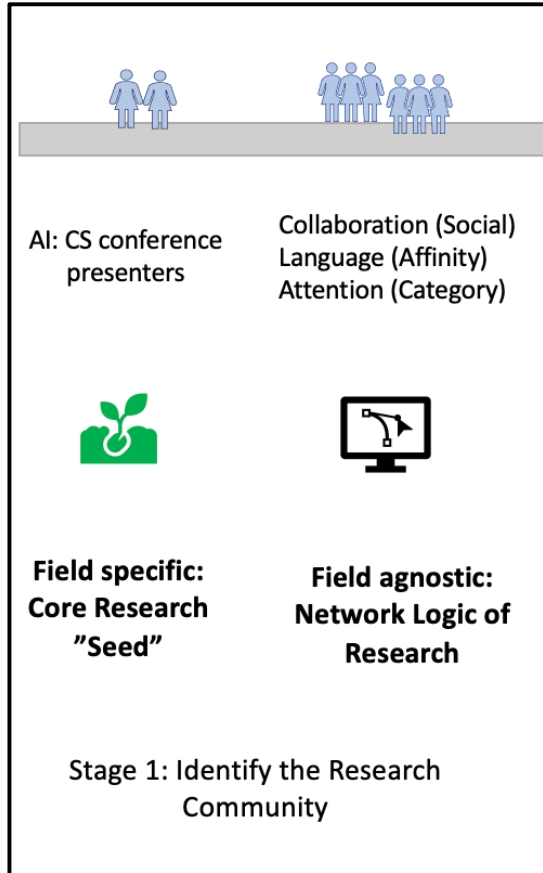 AI: CS conference
presenters
Collaboration (Social)
Language (Affinity)
Attention (Category)
Field specific:
Core Research
”Seed”
Field agnostic:
Network Logic of
Research
Stage 1: Identify the Research
Community